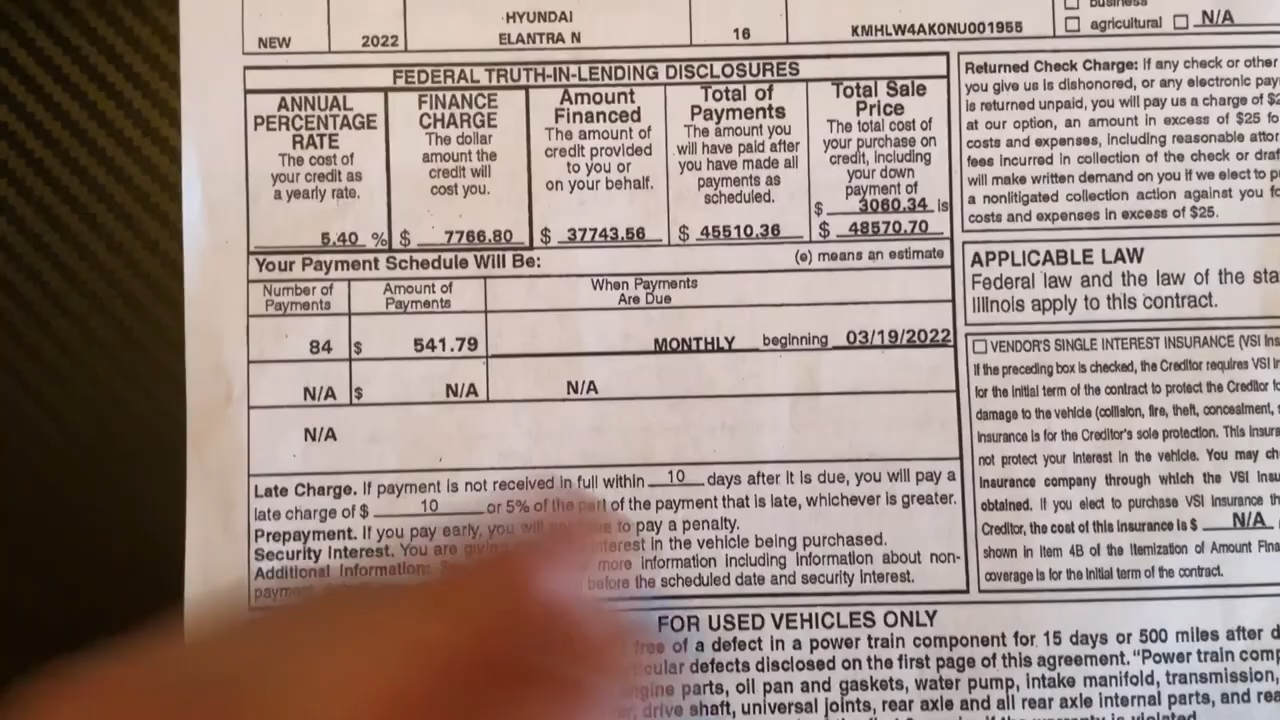 business
HYUNDAI
NEW 2022 ELANTRA N 16 KMHLW4AK0NU001955 agricultural N/A
FEDERAL TRUTH-IN-LENDING DISCLOSURES
ANNUAL
PERCENTAGE
RATE
The cost of
your credit as
a yearly rate.
5.40 %
FINANCE
CHARGE
The dollar
amount the
credit will
cost you.
$ 7766.80
Amount
Financed
The amount of
credit provided
to you or
on your behalf.
$ 37743.56
Total of
Payments
The amount you
will have paid after
you have made all
payments as
scheduled.
$ 45510.36
Total Sale
Price
The total cost of
your purchase on
credit, including
your down
payment of
$ 3060.34 is
$ 48570.70
Your Payment Schedule Will Be: (e) means an estimate
Number of
Payments
Amount of
Payments
When Payments
Are Due
84 $ 541.79 MONTHLY beginning 03/19/2022
N/A $ N/A N/A
N/A
Late Charge. If payment is not received in full within 10 days after it is due, you will pay a
late charge of $ 10 or 5% of the part of the payment that is late, whichever is greater.
Prepayment. If you pay early, you will to pay a penalty.
Security Interest. You are interest in the vehicle being purchased.
Additional Information: more information including information about non-
before the scheduled date and security interest.
Returned Check Charge: If any check or other
you give us is dishonored, or any electronic
is returned unpaid, you will pay us a charge of
at our option, an amount in excess of $25
costs and expenses, including reasonable
fees incurred in collection of the check or
will make written demand on you if we elect to
a nonlitigated collection action against you
costs and expenses in excess of $25.
APPLICABLE LAW
Federal law and the law of the
Illinois apply to this contract.
VENDOR'S SINGLE INTEREST INSURANCE (VSI
If the preceding box is checked, the Creditor requires VSI
for the initial term of the contract to protect the Creditor
damage to the vehicle (collision, fire, theft, concealment,
insurance is for the Creditor's sole protection. This
not protect your interest in the vehicle. You may
insurance company through which the VSI
obtained. If you elect to purchase VSI Insurance
Creditor, the cost of this insurance is $ N/A
shown in Item 4B of the Itemization of Amount
coverage is for the initial term of the contract.
FOR USED VEHICLES ONLY
free of a defect in a power train component for 15 days or 500 miles after
defects disclosed on the first page of this agreement. "Power train
parts, oil pan and gaskets, water pump, intake manifold, transmission,
drive shaft, universal joints, rear axle and all rear axle internal parts, and